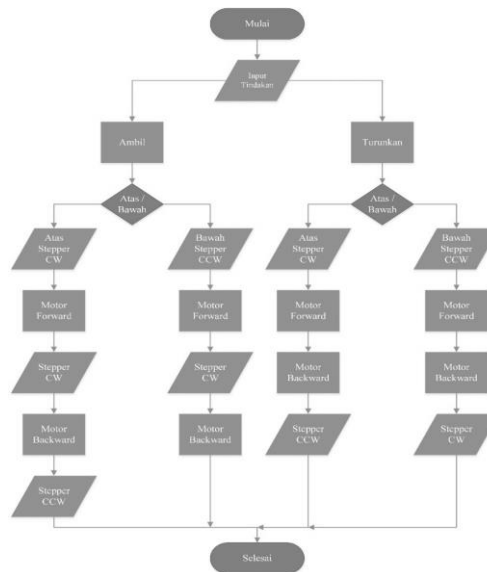 Mulai
Input
Tindakan
Ambil
Turunkan
Atas /
Bawah
Atas /
Bawah
Atas
Stepper
CW
Bawah
Stepper
CCW
Atas
Stepper
CW
Bawah
Stepper
CCW
Motor
Forward
Motor
Forward
Motor
Forward
Motor
Forward
Stepper
CW
Stepper
CW
Motor
Backward
Motor
Backward
Motor
Backward
Motor
Backward
Stepper
CCW
Stepper
CW
Stepper
CCW
Selesai